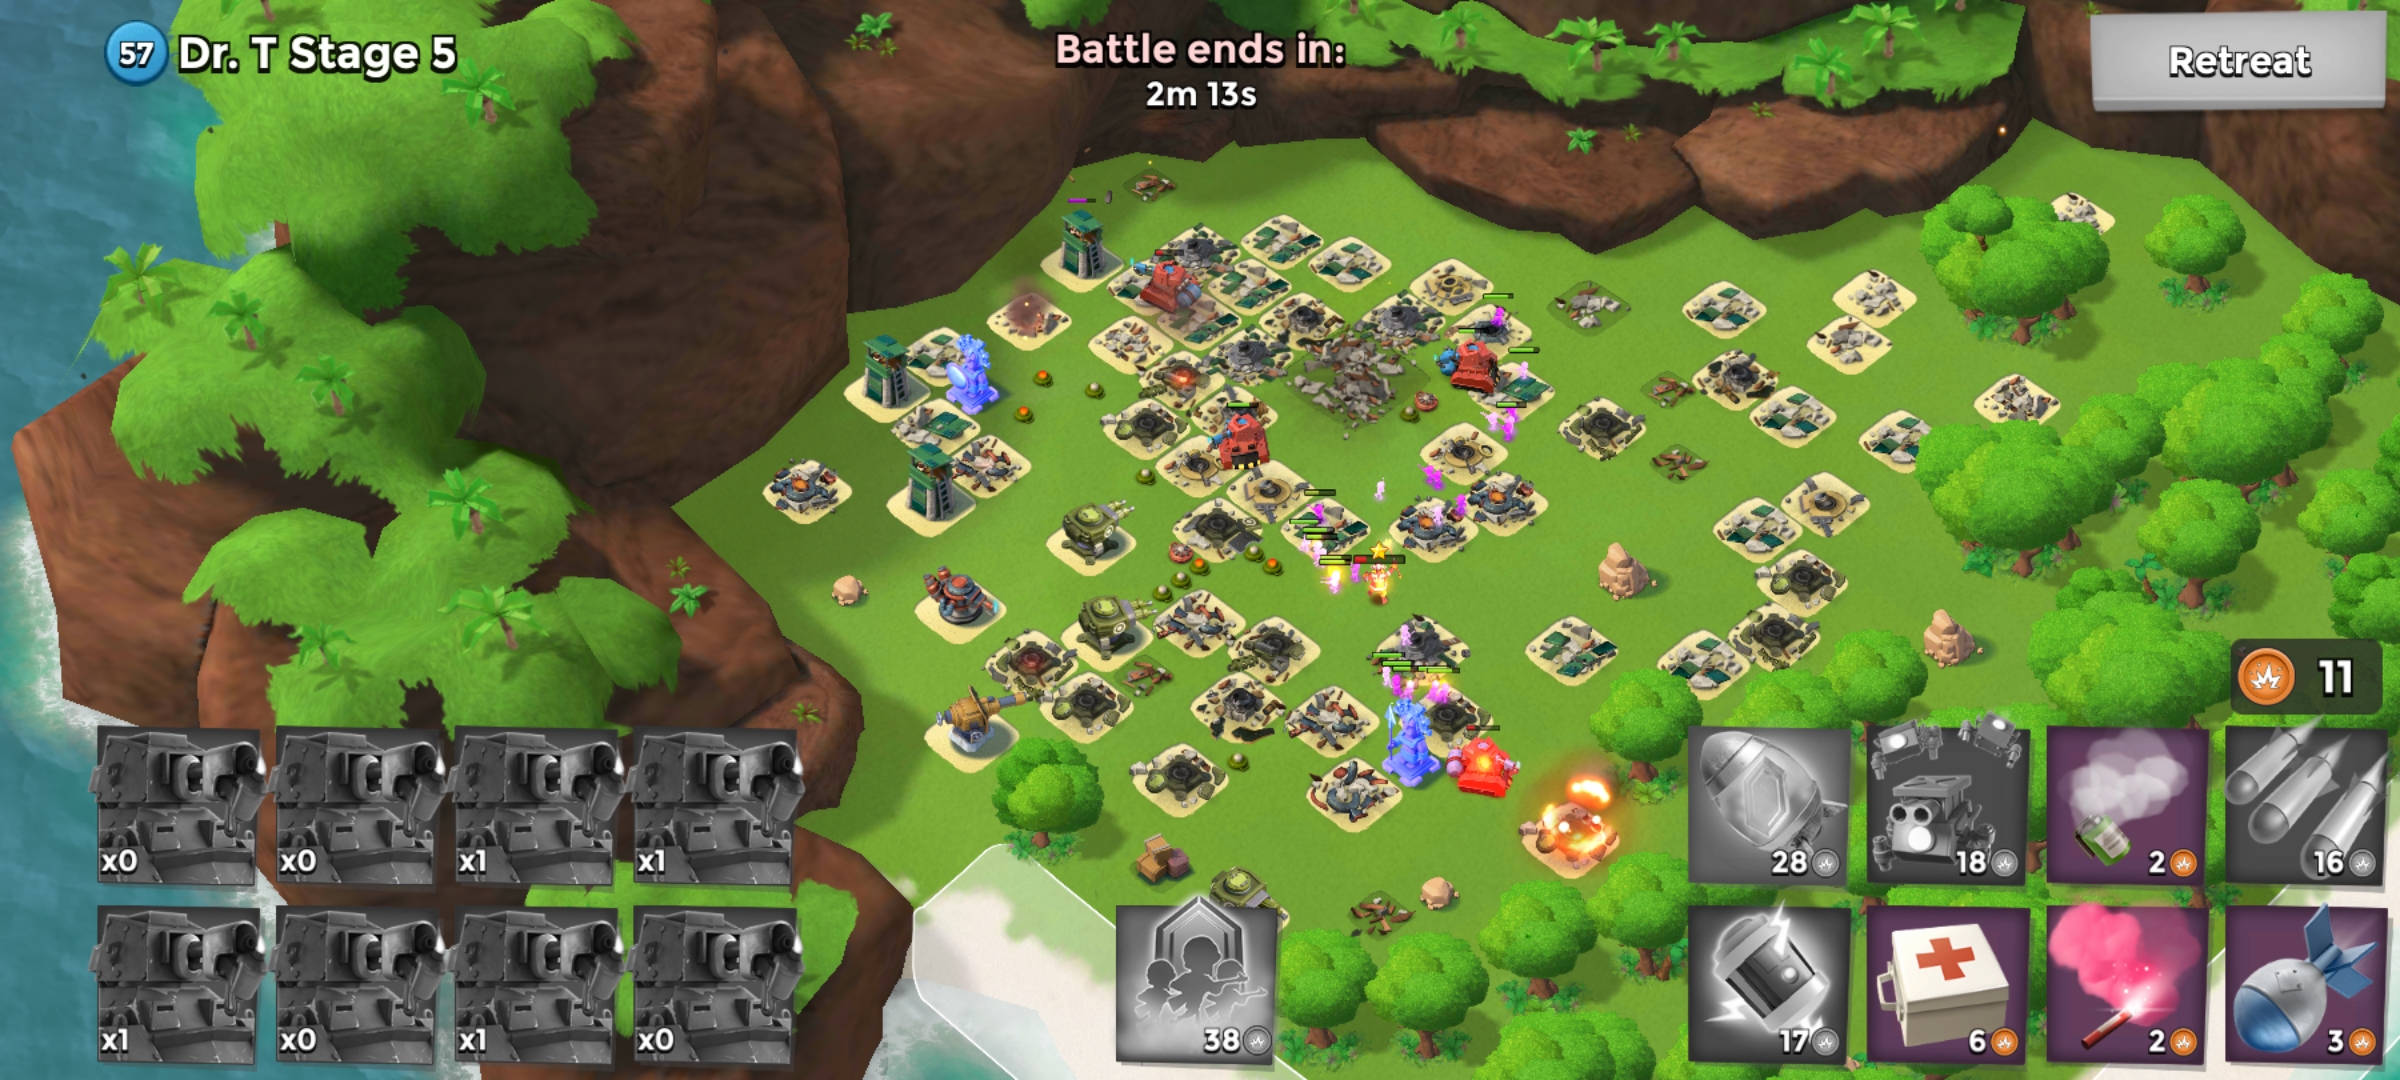 57 Dr. T Stage 5
Battle ends in:
2m 13s
Retreat
11
x0 x0 x1 x1
28 18 2 16
x1 x0 x1 x0
38
17 6 2 3